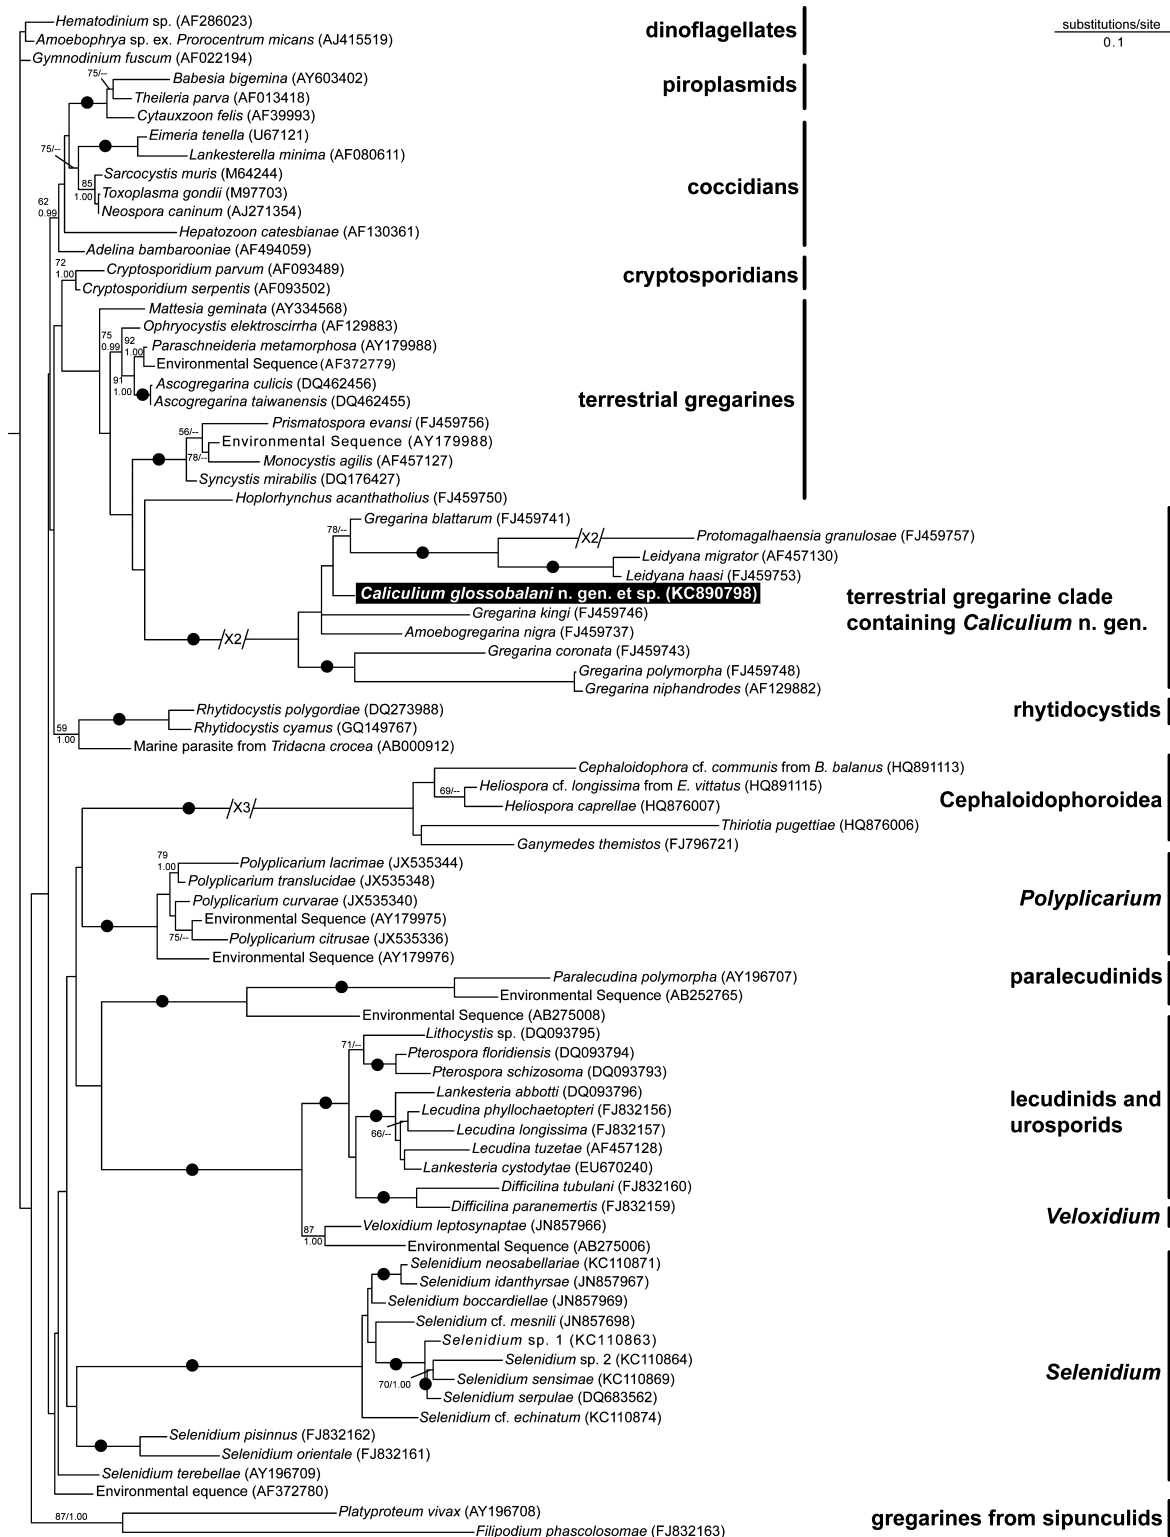 Hematodinium sp. (AF286023)
Amoebophrya sp. ex. Prorocentrum micans (AJ415519)
Gymnodinium fuscum (AF022194)
dinoflagellates
substitutions/site
0.1
75/--
Babesia bigemina (AY603402)
Theileria parva (AF013418)
Cytauxzoon felis (AF39993)
piroplasmids
Eimeria tenella (U67121)
75/--
Lankesterella minima (AF080611)
Sarcocystis muris (M64244)
85
1.00
Toxoplasma gondii (M97703)
Neospora caninum (AJ271354)
62
0.99
Hepatozoon catesbianae (AF130361)
Adelina bambarooniae (AF494059)
coccidians
72
1.00
Cryptosporidium parvum (AF093489)
Cryptosporidium serpentis (AF093502)
cryptosporidians
Mattesia geminata (AY334568)
Ophryocystis elektroscirrha (AF129883)
75
0.99
92
1.00
Paraschneideria metamorphosa (AY179988)
Environmental Sequence (AF372779)
91
1.00
Ascogregarina culicis (DQ462456)
Ascogregarina taiwanensis (DQ462455)
terrestrial gregarines
Prismatospora evansi (FJ459756)
56/--
Environmental Sequence (AY179988)
78/--
Monocystis agilis (AF457127)
Syncystis mirabilis (DQ176427)
Hoplorhynchus acanthatholius (FJ459750)
Gregarina blattarum (FJ459741)
78/--
X2
Protomagalhaensia granulosae (FJ459757)
Leidyana migrator (AF457130)
Leidyana haasi (FJ459753)
Caliculium glossobalani n. gen. et sp. (KC890798)
terrestrial gregarine clade
containing Caliculium n. gen.
Gregarina kingi (FJ459746)
Amoebogregarina nigra (FJ459737)
X2
Gregarina coronata (FJ459743)
Gregarina polymorpha (FJ459748)
Gregarina niphandrodes (AF129882)
Rhytidocystis polygordiae (DQ273988)
Rhytidocystis cyamus (GQ149767)
59
1.00
Marine parasite from Tridacna crocea (AB000912)
rhytidocystids
Cephaloidophora cf. communis from B. balanus (HQ891113)
Heliospora cf. longissima from E. vittatus (HQ891115)
69/--
Heliospora caprellae (HQ876007)
X3
Thiriotia pugettiae (HQ876006)
Ganymedes themistos (FJ796721)
Cephaloidophoroidea
79
1.00
Polyplicarium lacrimae (JX535344)
Polyplicarium translucidae (JX535348)
Polyplicarium curvarae (JX535340)
Environmental Sequence (AY179975)
75/--
Polyplicarium citrusae (JX535336)
Environmental Sequence (AY179976)
Polyplicarium
Paralecudina polymorpha (AY196707)
Environmental Sequence (AB252765)
Environmental Sequence (AB275008)
paralecudinids
Lithocystis sp. (DQ093795)
71/--
Pterospora floridiensis (DQ093794)
Pterospora schizosoma (DQ093793)
Lankesteria abbotti (DQ093796)
Lecudina phyllochaetopteri (FJ832156)
66/--
Lecudina longissima (FJ832157)
Lecudina tuzetae (AF457128)
Lankesteria cystodytae (EU670240)
Difficilina tubulani (FJ832160)
Difficilina paranemertis (FJ832159)
lecudinids and
urosporids
87
1.00
Veloxidium leptosynaptae (JN857966)
Environmental Sequence (AB275006)
Veloxidium
Selenidium neosabellariae (KC110871)
Selenidium idanthyrsae (JN857967)
Selenidium boccardiellae (JN857969)
Selenidium cf. mesnili (JN857698)
Selenidium sp. 1 (KC110863)
Selenidium sp. 2 (KC110864)
70/1.00
Selenidium sensimae (KC110869)
Selenidium serpulae (DQ683562)
Selenidium cf. echinatum (KC110874)
Selenidium pisinnus (FJ832162)
Selenidium orientale (FJ832161)
Selenidium terebellae (AY196709)
Environmental equence (AF372780)
Selenidium
87/1.00
Platyproteum vivax (AY196708)
Filipodium phascolosomae (FJ832163)
gregarines from sipunculids